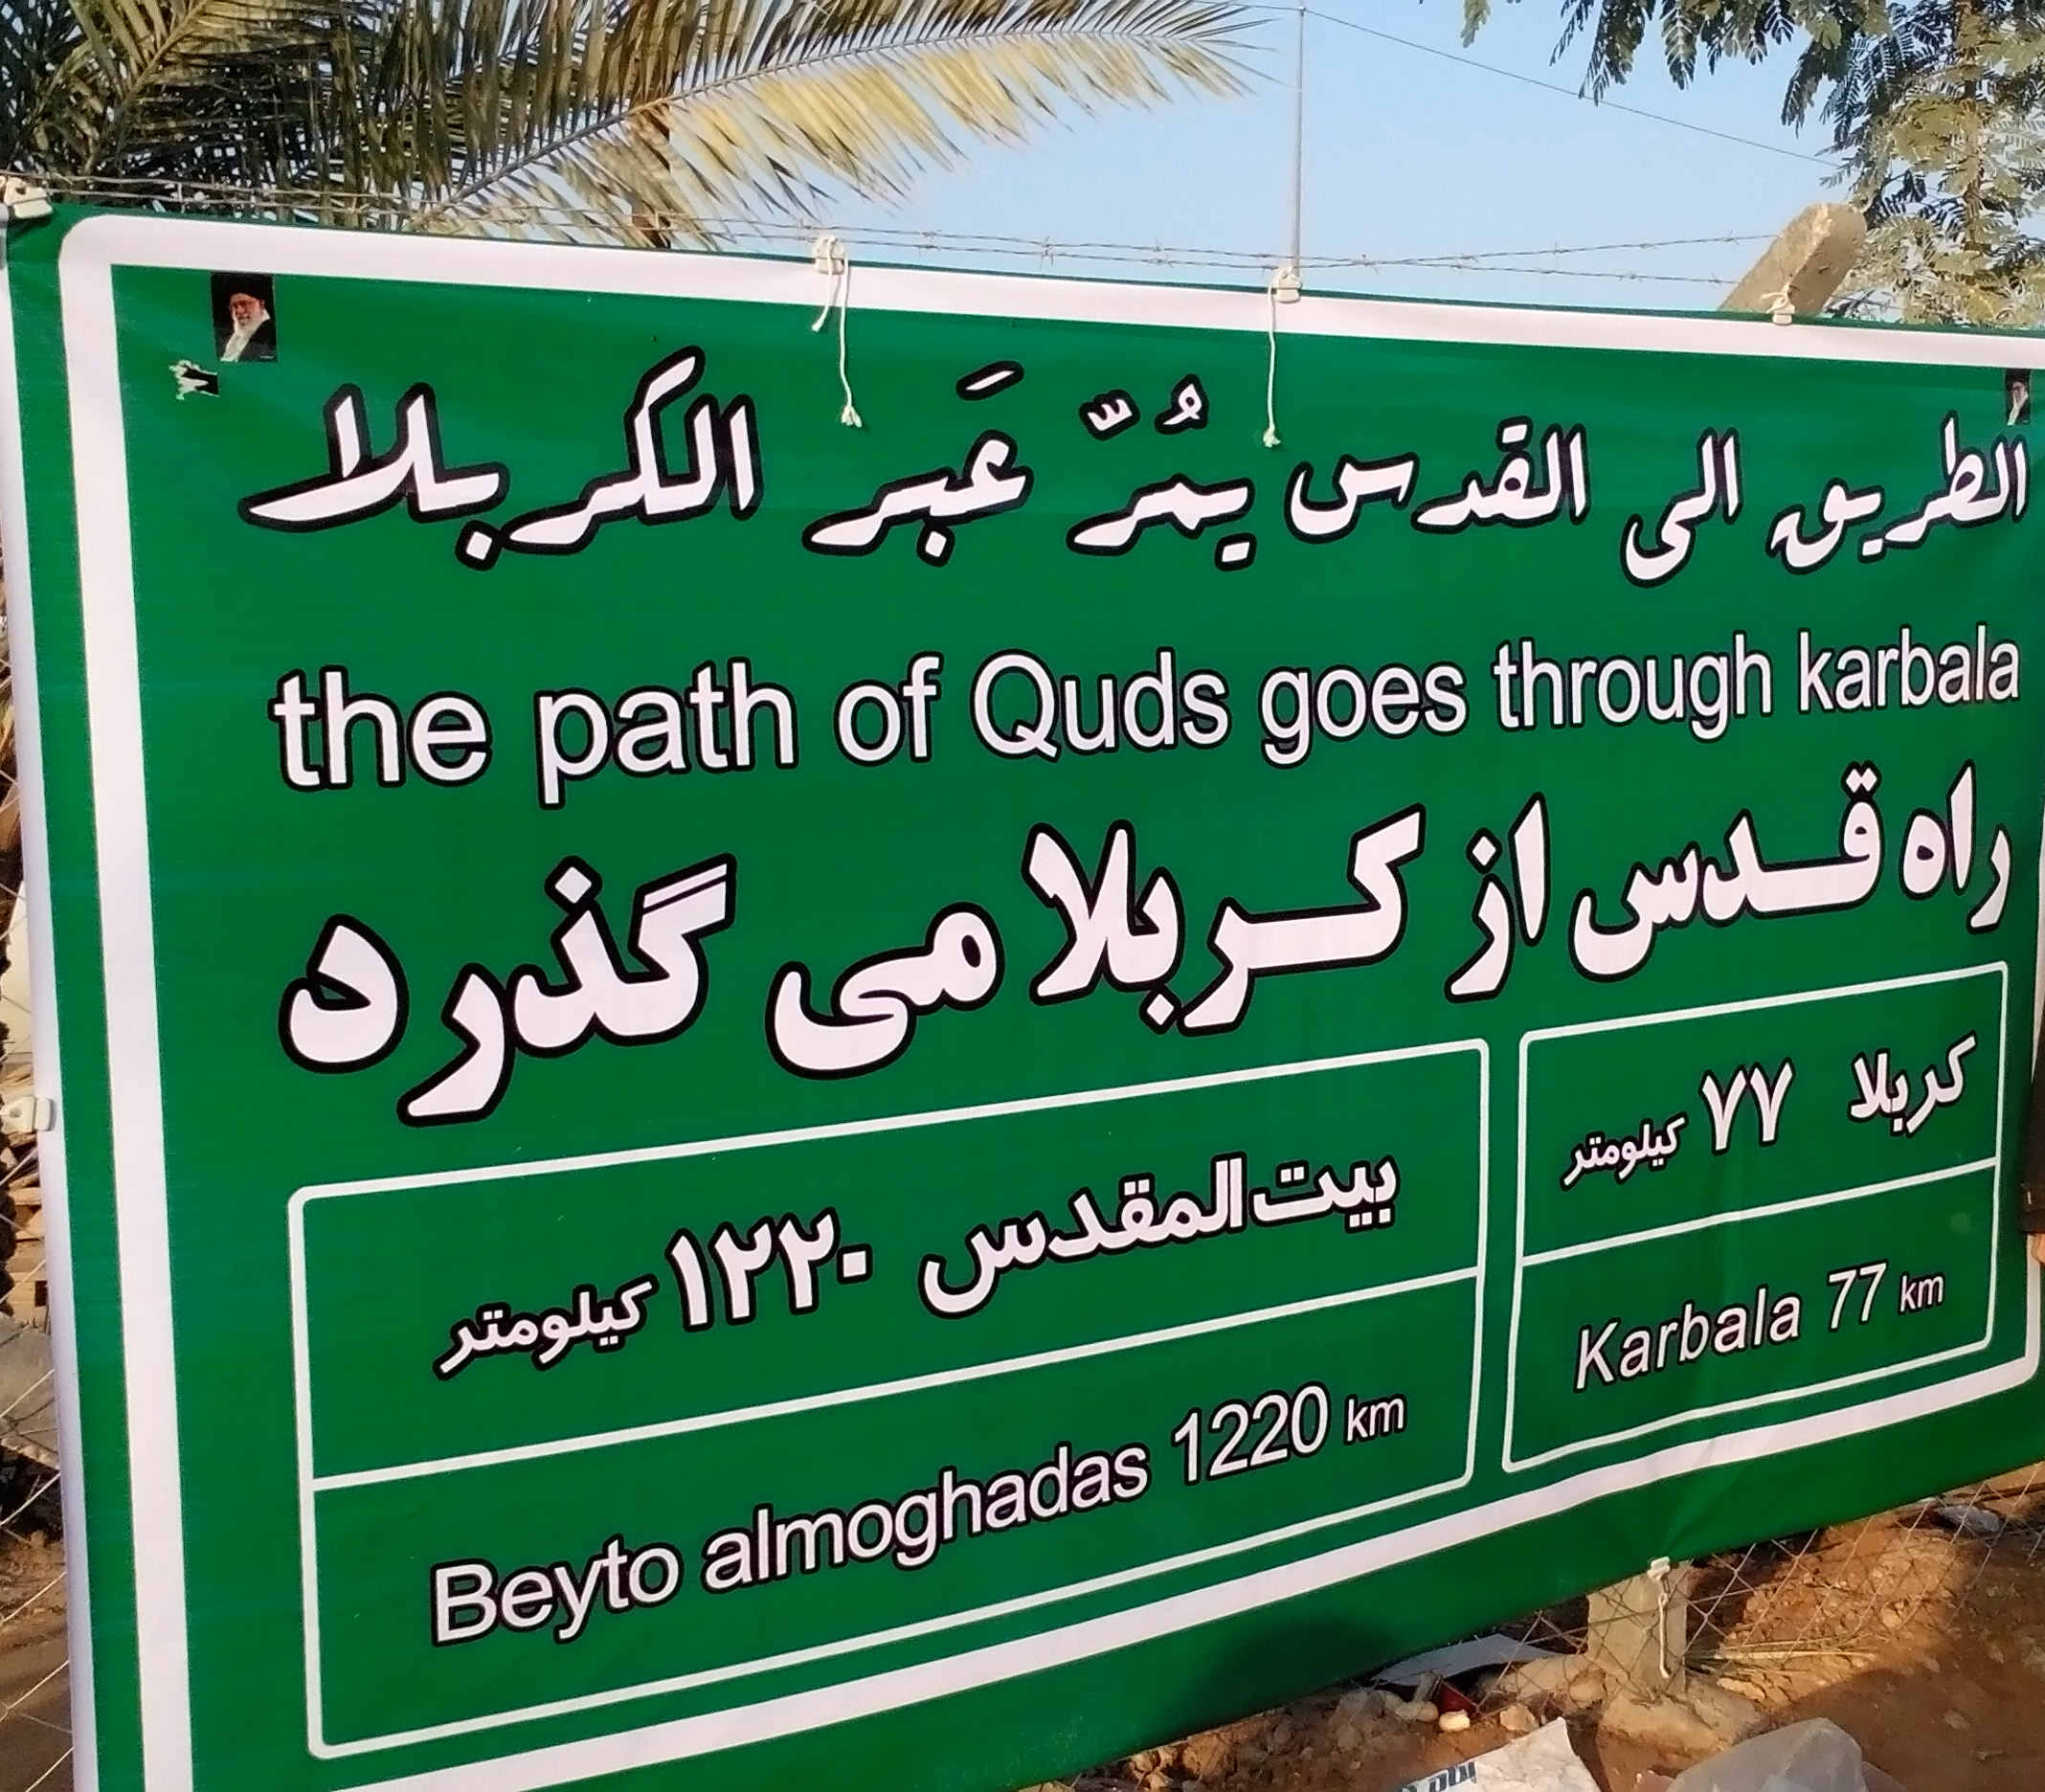 الطريق الى القدس يمُرّ عَبر الكربلا
the path of Quds goes through karbala
راه قدس از کربلا می گذرد
کربلا ۷۷ کیلومتر
Karbala 77 km
بیت‌المقدس ۱۲۲۰ کیلومتر
Beyto almoghadas 1220 km